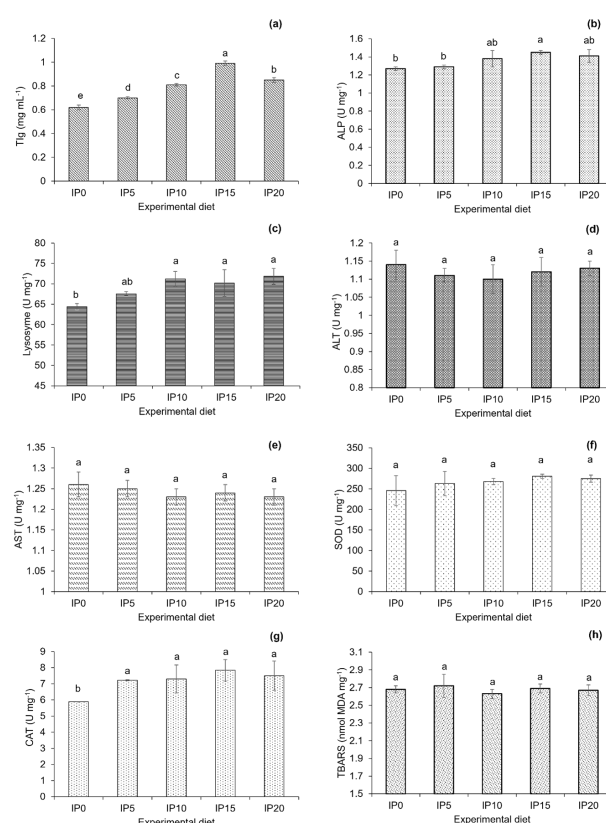 (a)
TIg (mg mL⁻¹)
1.2
1
0.8
0.6
0.4
0.2
0
e
d
c
a
b
IP0 IP5 IP10 IP15 IP20
Experimental diet
(b)
ALP (U mg⁻¹)
1.6
1.4
1.2
1
0.8
0.6
0.4
0.2
0
b
b
ab
a
ab
IP0 IP5 IP10 IP15 IP20
Experimental diet
(c)
Lysosyme (U mg⁻¹)
80
75
70
65
60
55
50
45
b
ab
a
a
a
IP0 IP5 IP10 IP15 IP20
Experimental diet
(d)
ALT (U mg⁻¹)
1.2
1.15
1.1
1.05
1
0.95
0.9
0.85
0.8
a
a
a
a
a
IP0 IP5 IP10 IP15 IP20
Experimental diet
(e)
AST (U mg⁻¹)
1.35
1.3
1.25
1.2
1.15
1.1
1.05
1
a
a
a
a
a
IP0 IP5 IP10 IP15 IP20
Experimental diet
(f)
SOD (U mg⁻¹)
350
300
250
200
150
100
50
0
a
a
a
a
a
IP0 IP5 IP10 IP15 IP20
Experimental diet
(g)
CAT (U mg⁻¹)
9
8
7
6
5
4
3
2
1
0
b
a
a
a
a
IP0 IP5 IP10 IP15 IP20
Experimental diet
(h)
TBARS (nmol MDA mg⁻¹)
3.1
2.9
2.7
2.5
2.3
2.1
1.9
1.7
1.5
a
a
a
a
a
IP0 IP5 IP10 IP15 IP20
Experimental diet